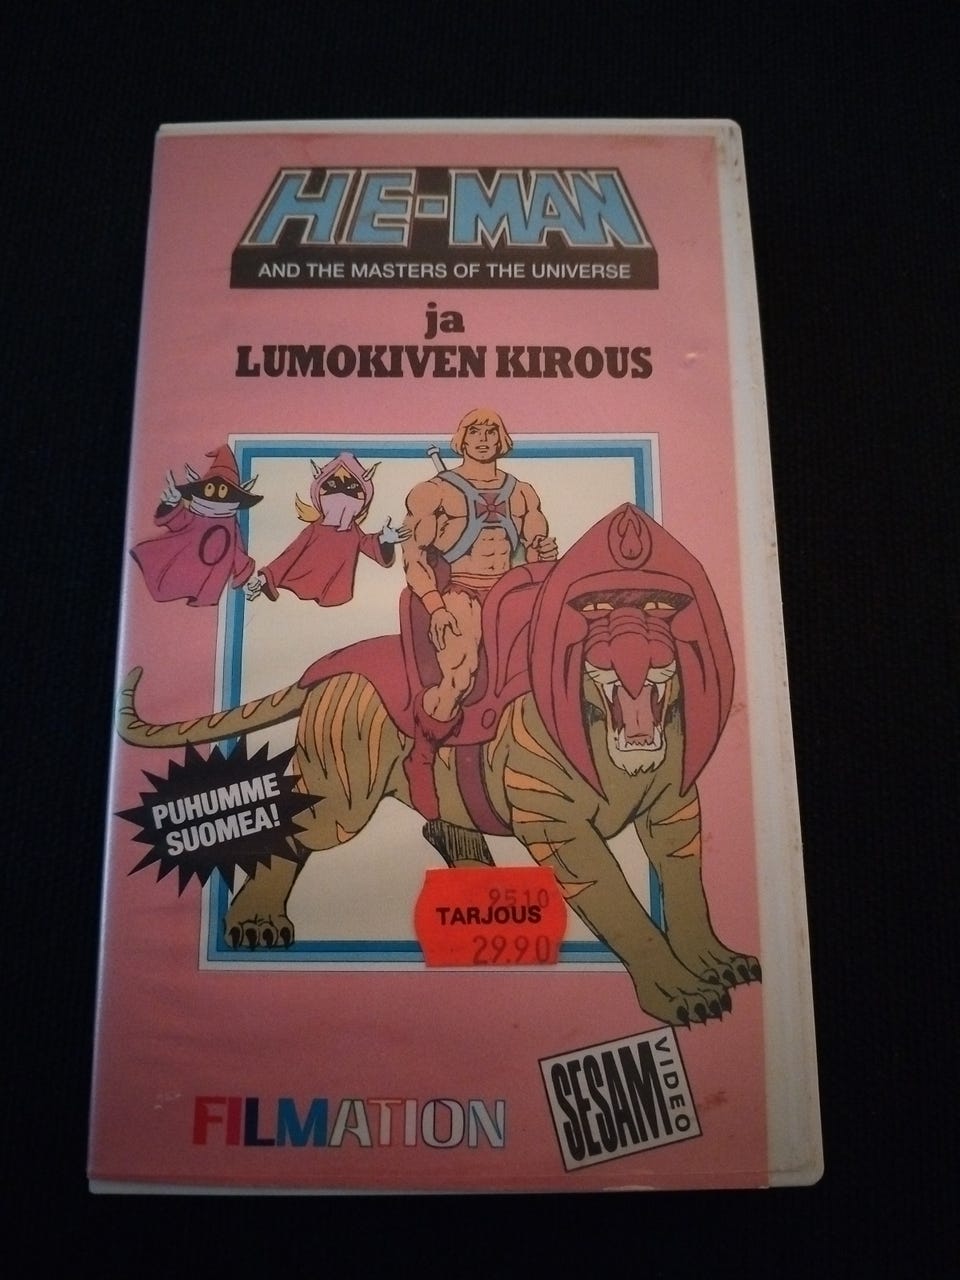 HE-MAN
AND THE MASTERS OF THE UNIVERSE
ja
LUMOKIVEN KIROUS
O
PUHUMME
SUOMEA!
9510
TARJOUS
29.90
SESAM
VIDEO
FILMATION